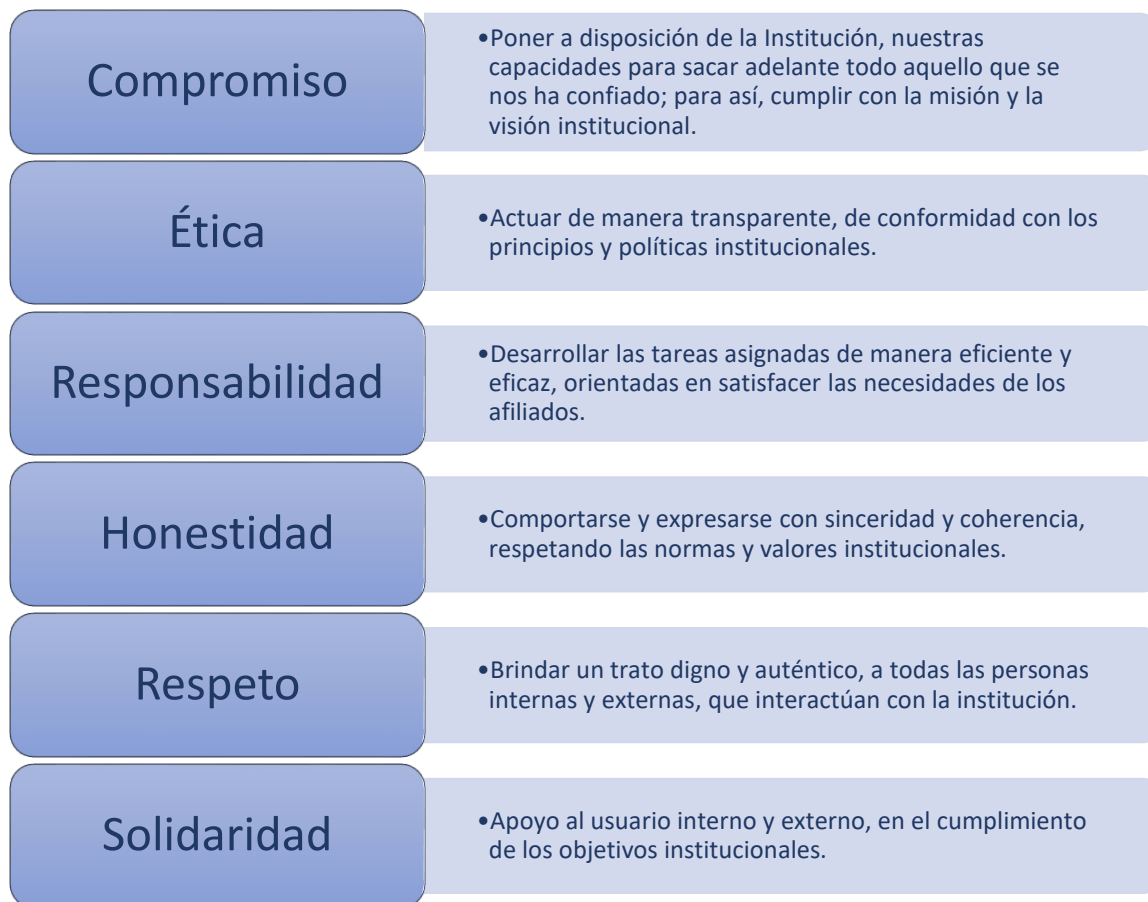 Compromiso
•Poner a disposición de la Institución, nuestras
capacidades para sacar adelante todo aquello que se
nos ha confiado; para así, cumplir con la misión y la
visión institucional.
Ética
•Actuar de manera transparente, de conformidad con los
principios y políticas institucionales.
Responsabilidad
•Desarrollar las tareas asignadas de manera eficiente y
eficaz, orientadas en satisfacer las necesidades de los
afiliados.
Honestidad
•Comportarse y expresarse con sinceridad y coherencia,
respetando las normas y valores institucionales.
Respeto
•Brindar un trato digno y auténtico, a todas las personas
internas y externas, que interactúan con la institución.
Solidaridad
•Apoyo al usuario interno y externo, en el cumplimiento
de los objetivos institucionales.